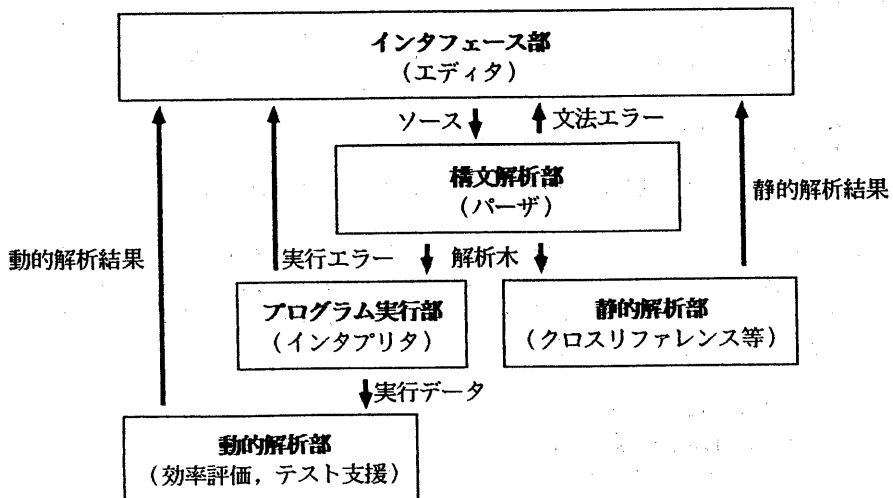 インタフェース部
(エディタ)
ソース
文法エラー
構文解析部
(パーザ)
静的解析結果
動的解析結果
実行エラー
解析木
プログラム実行部
(インタプリタ)
静的解析部
(クロスリファレンス等)
実行データ
動的解析部
(効率評価,テスト支援)